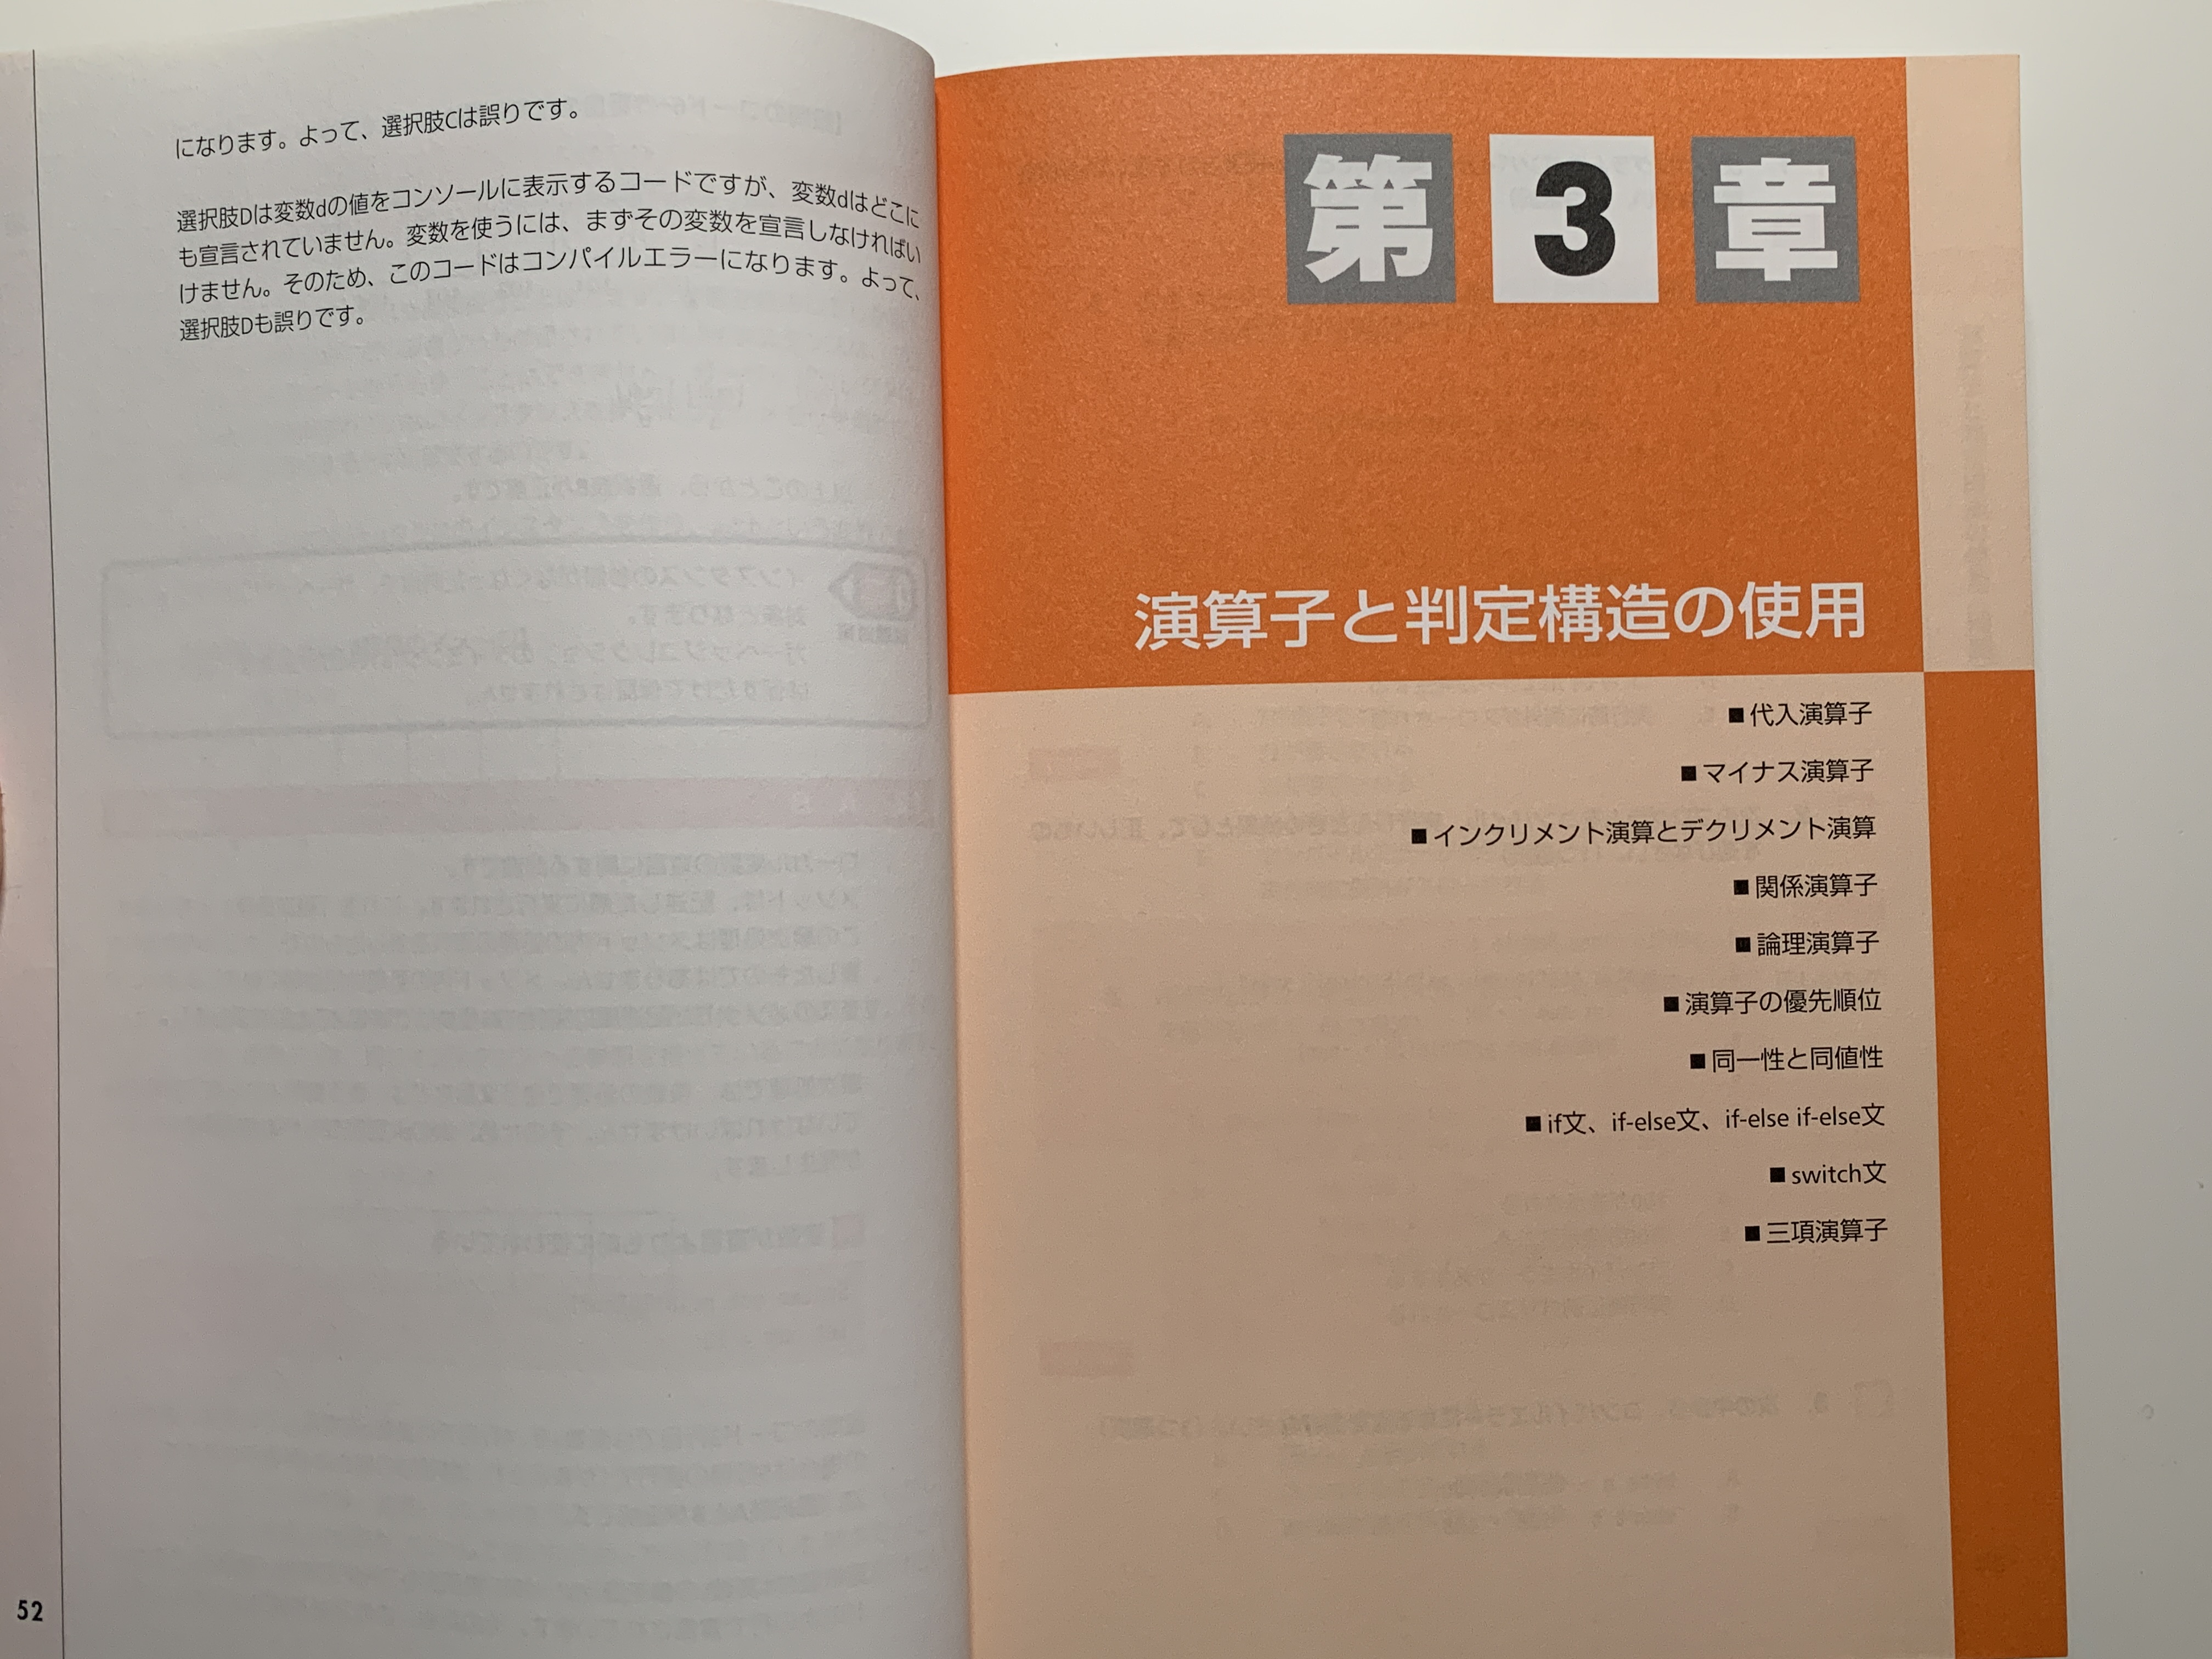 になります。よって、選択肢Cは誤りです。
選択肢Dは変数dの値をコンソールに表示するコードですが、変数dはどこに
も宣言されていません。変数を使うには、まずその変数を宣言しなければい
けません。そのため、このコードはコンパイルエラーになります。よって、
選択肢Dも誤りです。
52
第3章
演算子と判定構造の使用
■代入演算子
■マイナス演算子
■インクリメント演算とデクリメント演算
■関係演算子
■論理演算子
■演算子の優先順位
■同一性と同値性
■if文、if-else文、if-else if-else文
■switch文
■三項演算子